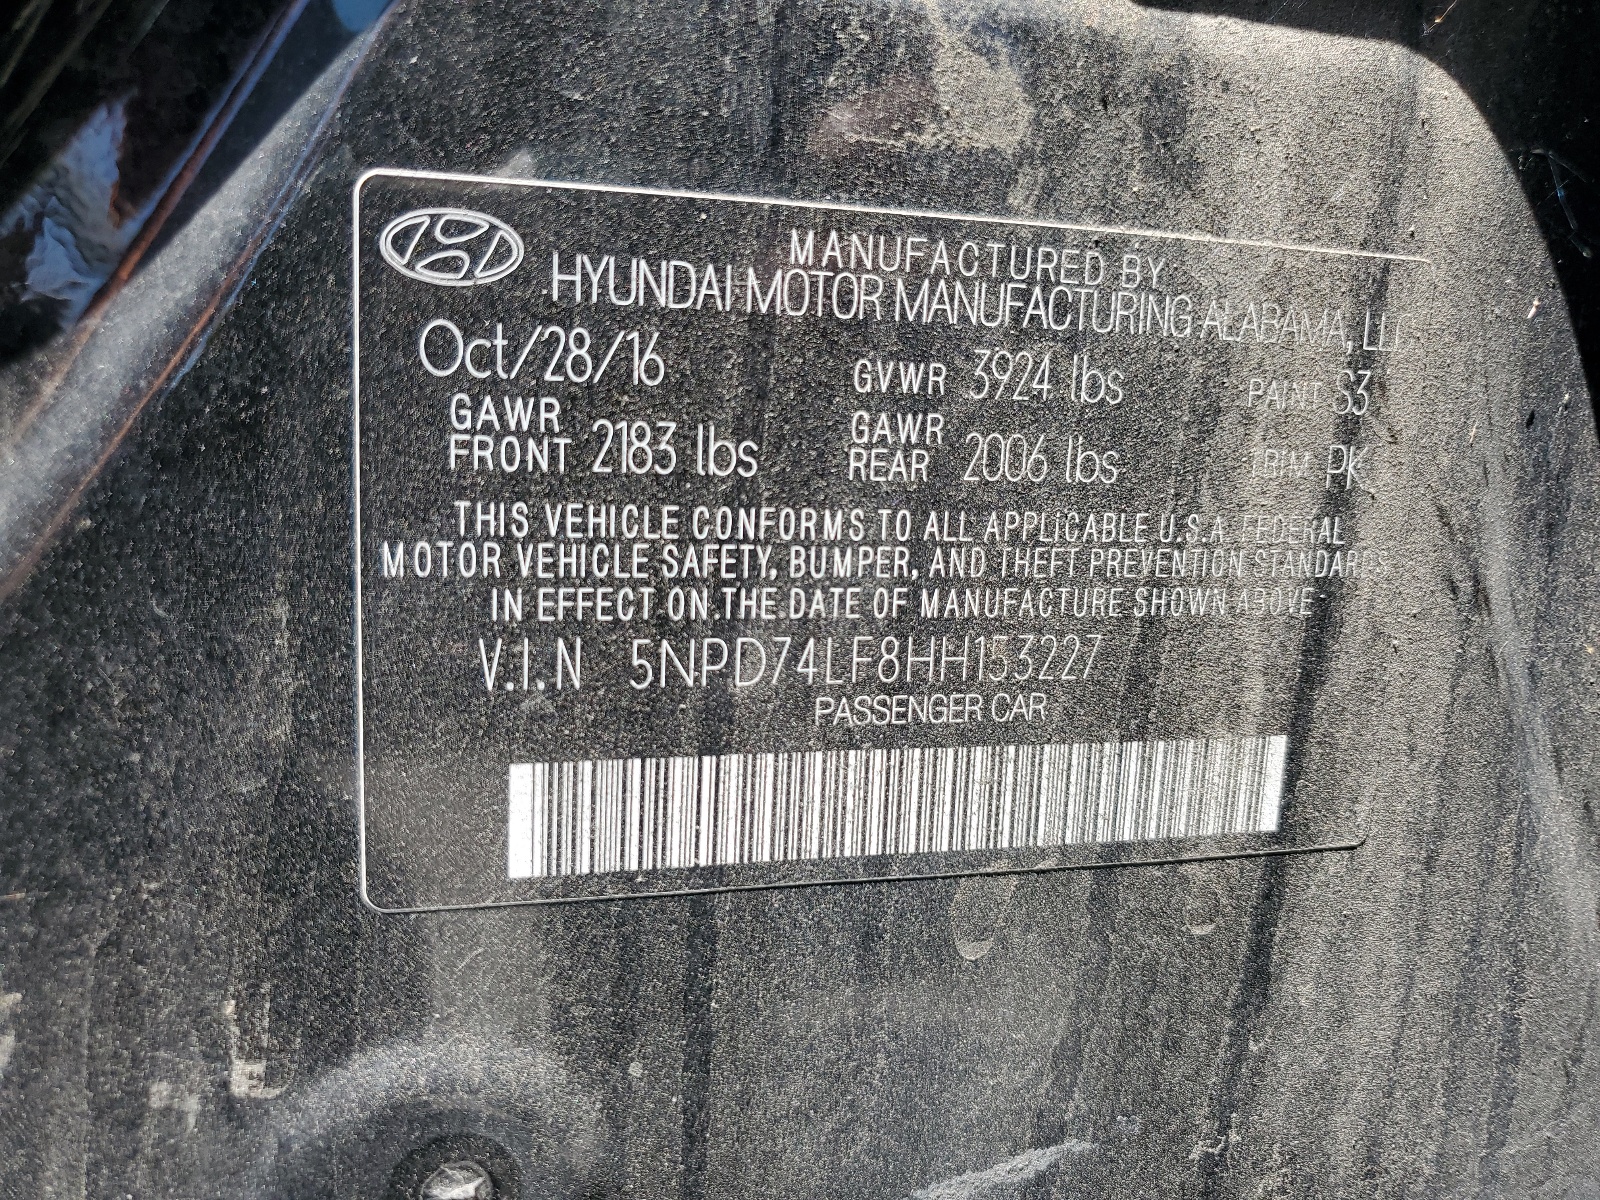 MANUFACTURED BY
HYUNDAI MOTOR MANUFACTURING ALABAMA, LLC
Oct/28/16 GVWR 3924 lbs PAINT S3
GAWR FRONT 2183 lbs GAWR REAR 2006 lbs TRIM PK
THIS VEHICLE CONFORMS TO ALL APPLICABLE U.S.A FEDERAL
MOTOR VEHICLE SAFETY, BUMPER, AND THEFT PREVENTION STANDARDS
IN EFFECT ON THE DATE OF MANUFACTURE SHOWN ABOVE
V.I.N 5NPD74LF8HH153227
PASSENGER CAR